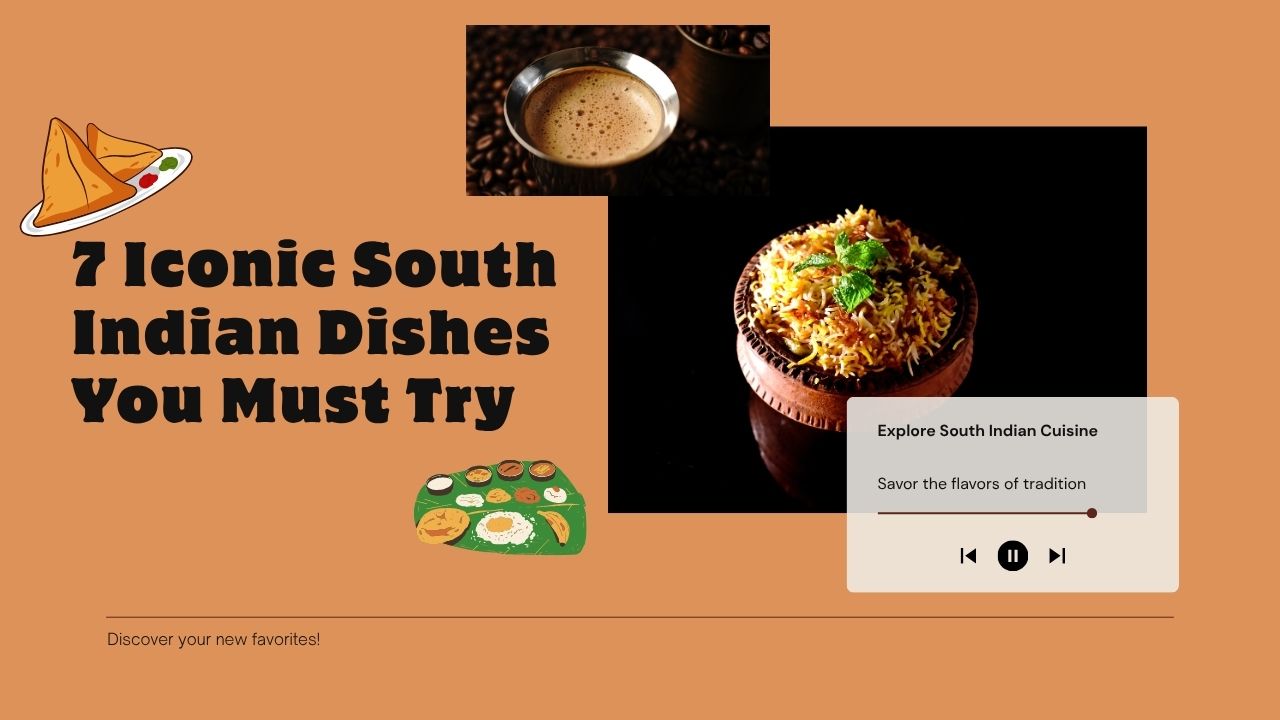 7 Iconic South
Indian Dishes
You Must Try
Explore South Indian Cuisine
Savor the flavors of tradition
Discover your new favorites!